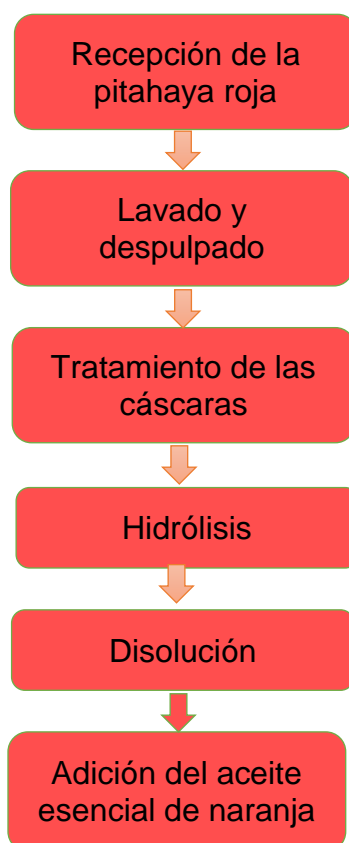 Recepción de la
pitahaya roja
Lavado y
despulpado
Tratamiento de las
cáscaras
Hidrólisis
Disolución
Adición del aceite
esencial de naranja